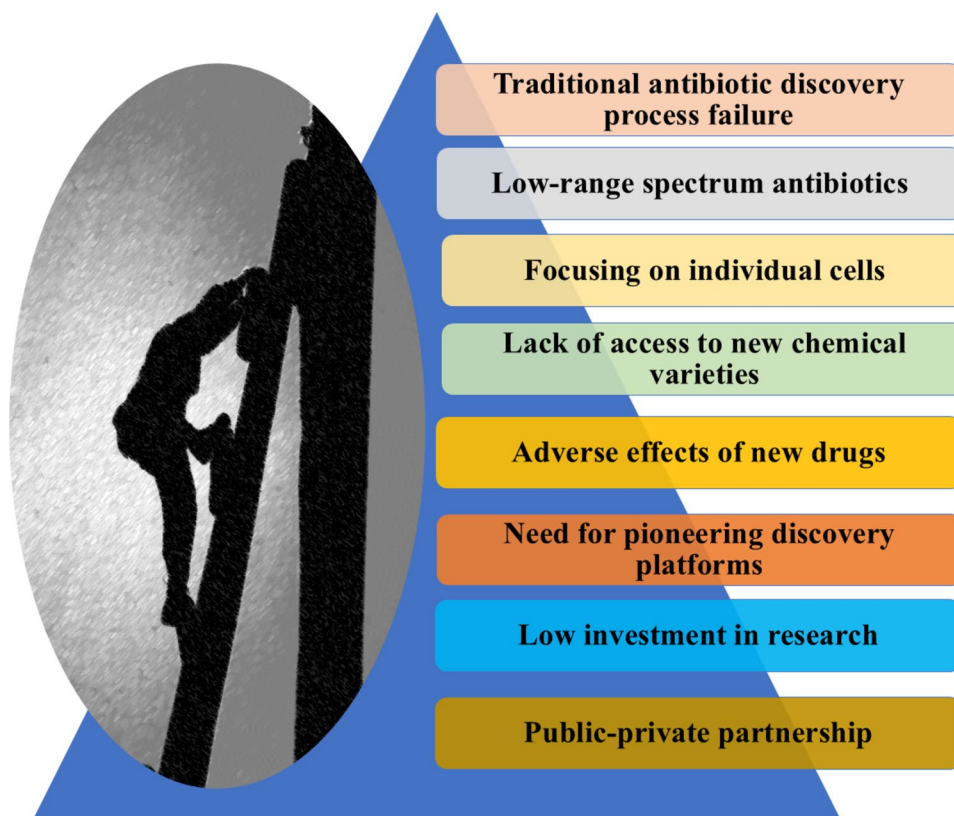 Traditional antibiotic discovery
process failure
Low-range spectrum antibiotics
Focusing on individual cells
Lack of access to new chemical
varieties
Adverse effects of new drugs
Need for pioneering discovery
platforms
Low investment in research
Public-private partnership